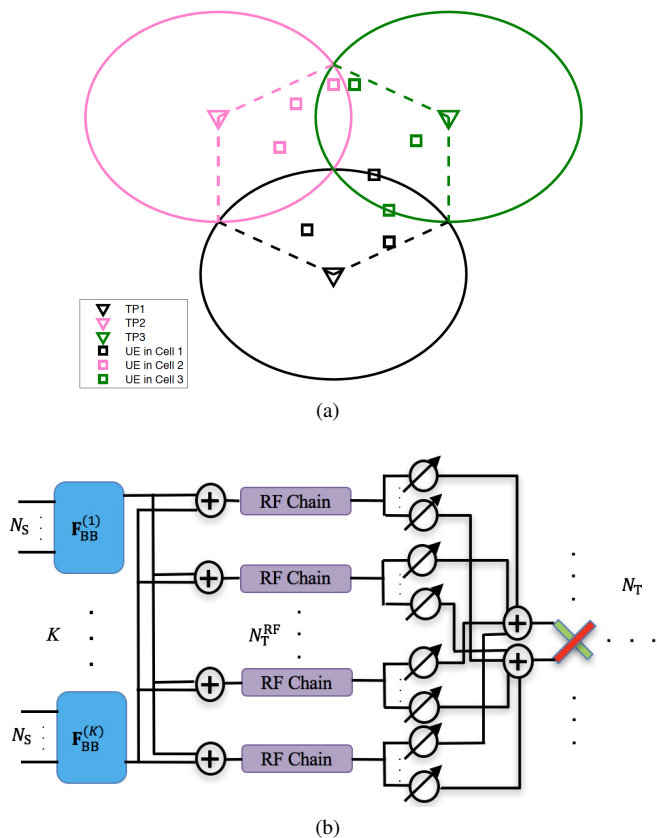 TP1
TP2
TP3
UE in Cell 1
UE in Cell 2
UE in Cell 3
(a)
N_S
F_BB^(1)
RF Chain
RF Chain
N_T
K
N_T^RF
RF Chain
N_S
F_BB^(K)
RF Chain
(b)